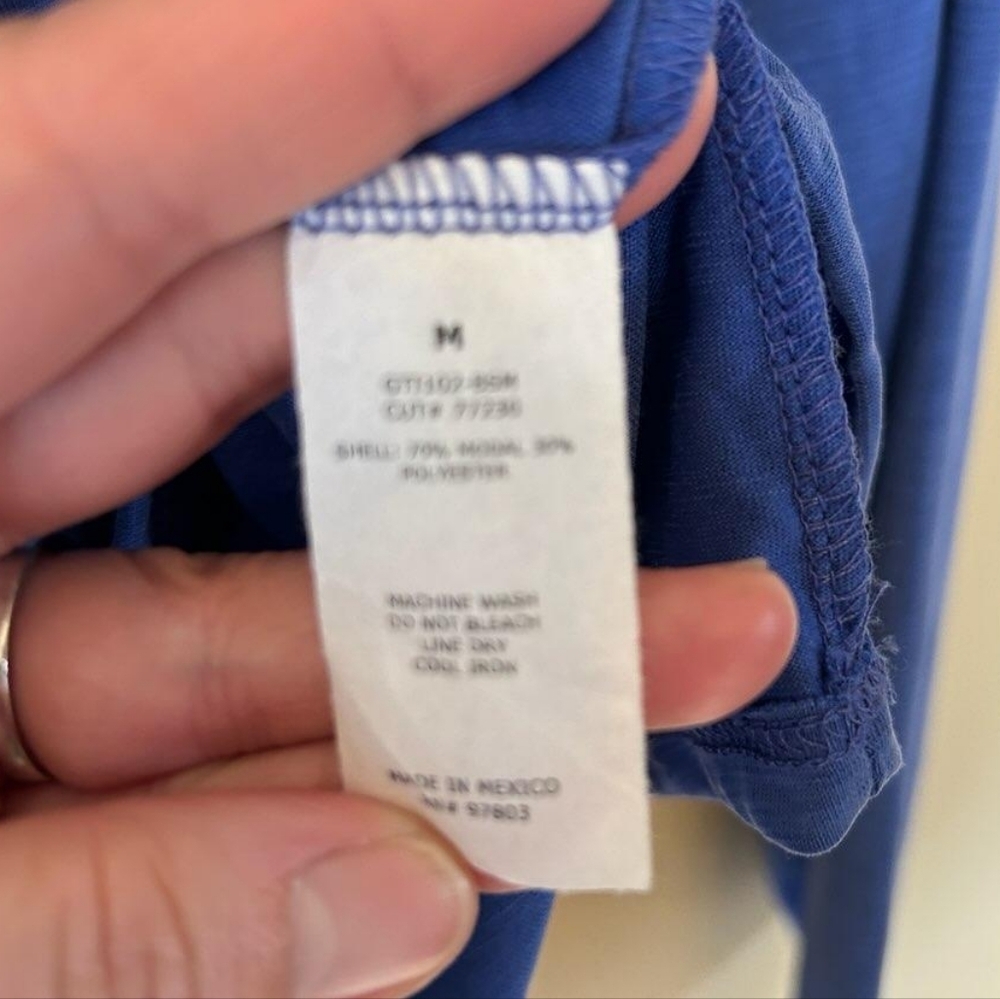 M
CUT# 77230
SHELL: 70% MODAL, 30%
POLYESTER
MACHINE WASH
DO NOT BLEACH
LINE DRY
COOL IRON
MADE IN MEXICO
97803